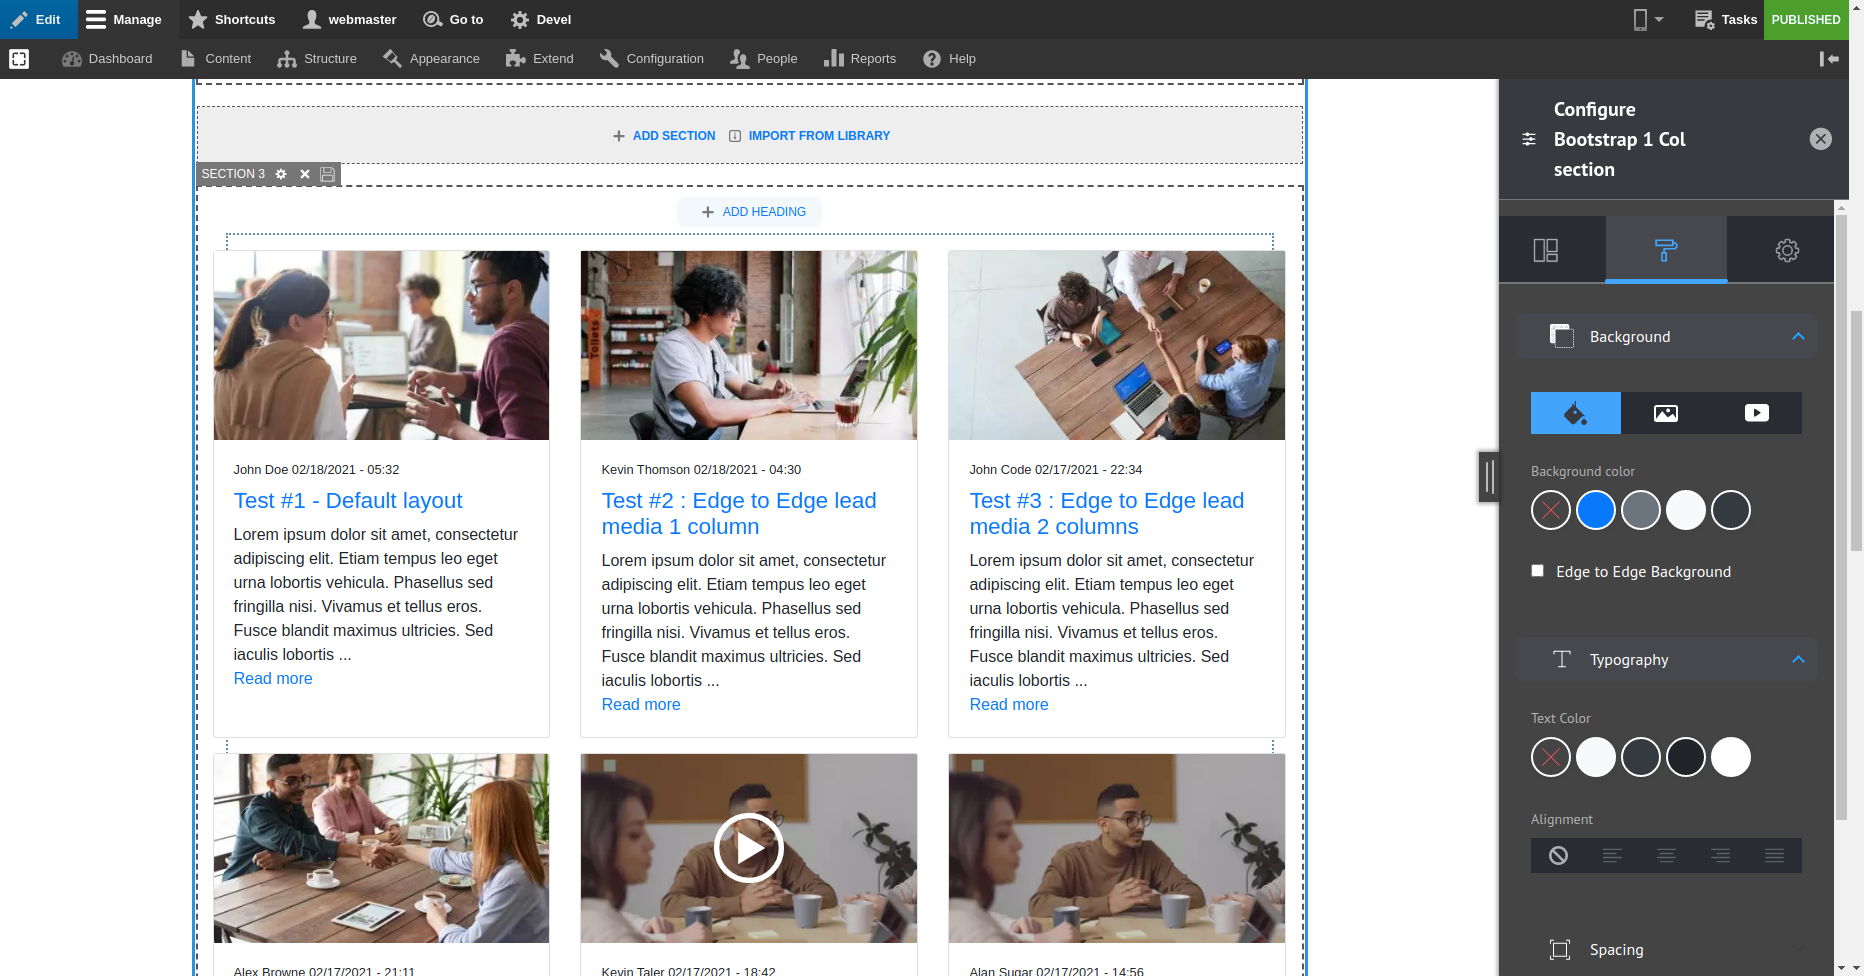 Edit Manage Shortcuts webmaster Go to Devel Tasks PUBLISHED
Dashboard Content Structure Appearance Extend Configuration People Reports Help
ADD SECTION IMPORT FROM LIBRARY
SECTION 3
ADD HEADING
Toilets
John Doe 02/18/2021 - 05:32
Test #1 - Default layout
Lorem ipsum dolor sit amet, consectetur
adipiscing elit. Etiam tempus leo eget
urna lobortis vehicula. Phasellus sed
fringilla nisi. Vivamus et tellus eros.
Fusce blandit maximus ultricies. Sed
iaculis lobortis ...
Read more
Kevin Thomson 02/18/2021 - 04:30
Test #2 : Edge to Edge lead
media 1 column
Lorem ipsum dolor sit amet, consectetur
adipiscing elit. Etiam tempus leo eget
urna lobortis vehicula. Phasellus sed
fringilla nisi. Vivamus et tellus eros.
Fusce blandit maximus ultricies. Sed
iaculis lobortis ...
Read more
John Code 02/17/2021 - 22:34
Test #3 : Edge to Edge lead
media 2 columns
Lorem ipsum dolor sit amet, consectetur
adipiscing elit. Etiam tempus leo eget
urna lobortis vehicula. Phasellus sed
fringilla nisi. Vivamus et tellus eros.
Fusce blandit maximus ultricies. Sed
iaculis lobortis ...
Read more
Alex Browne 02/17/2021 - 21:11
Kevin Taler 02/17/2021 - 18:42
Alan Sugar 02/17/2021 - 14:56
Configure
Bootstrap 1 Col
section
Background
Background color
Edge to Edge Background
Typography
Text Color
Alignment
Spacing